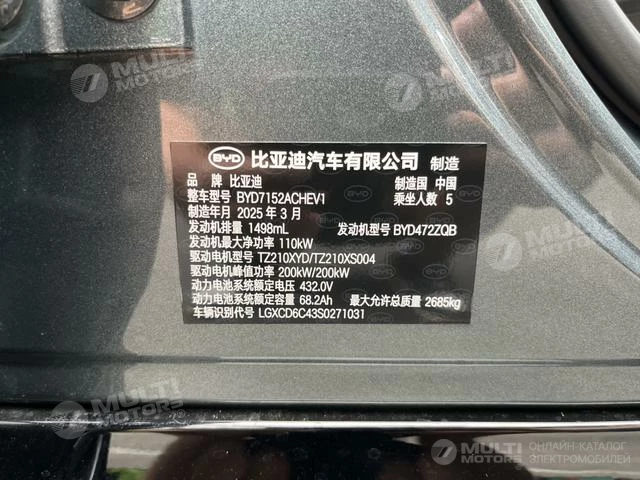 BYD 比亚迪汽车有限公司 制造
品 牌 比亚迪 制造国 中国
整车型号 BYD7152ACHEV1 乘坐人数 5
制造年月 2025 年 3 月
发动机排量 1498mL 发动机型号 BYD472ZQB
发动机最大净功率 110kW
驱动电机型号 TZ210XYD/TZ210XS004
驱动电机峰值功率 200kW/200kW
动力电池系统额定电压 432.0V
动力电池系统额定容量 68.2Ah 最大允许总质量 2685kg
车辆识别代号 LGXCD6C43S0271031
MULTI MOTORS
MULTI MOTORS
MULTI MOTORS
MULTI MOTORS
MULTI MOTORS ОНЛАЙН-КАТАЛОГ ЭЛЕКТРОМОБИЛЕЙ